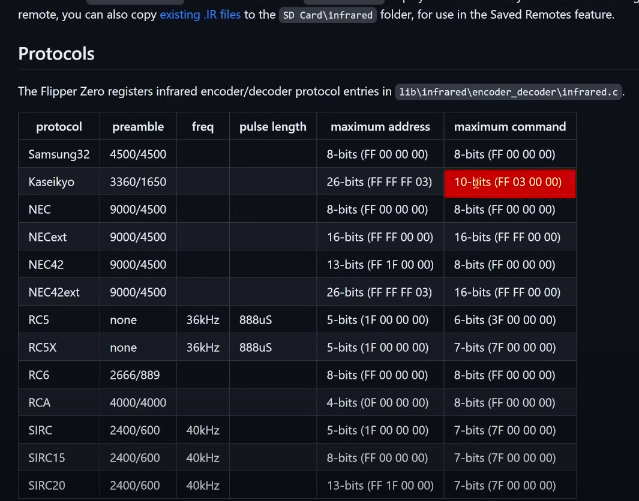 remote, you can also copy existing .IR files to the SD Card\infrared folder, for use in the Saved Remotes feature.
Protocols
The Flipper Zero registers infrared encoder/decoder protocol entries in lib\infrared\encoder_decoder\infrared.c.
protocol preamble freq pulse length maximum address maximum command
Samsung32 4500/4500 8-bits (FF 00 00 00) 8-bits (FF 00 00 00)
Kaseikyo 3360/1650 26-bits (FF FF FF 03) 10-bits (FF 03 00 00)
NEC 9000/4500 8-bits (FF 00 00 00) 8-bits (FF 00 00 00)
NECext 9000/4500 16-bits (FF FF 00 00) 16-bits (FF FF 00 00)
NEC42 9000/4500 13-bits (FF 1F 00 00) 8-bits (FF 00 00 00)
NEC42ext 9000/4500 26-bits (FF FF FF 03) 16-bits (FF FF 00 00)
RC5 none 36kHz 888uS 5-bits (1F 00 00 00) 6-bits (3F 00 00 00)
RC5X none 36kHz 888uS 5-bits (1F 00 00 00) 7-bits (7F 00 00 00)
RC6 2666/889 8-bits (FF 00 00 00) 8-bits (FF 00 00 00)
RCA 4000/4000 4-bits (0F 00 00 00) 8-bits (FF 00 00 00)
SIRC 2400/600 40kHz 5-bits (1F 00 00 00) 7-bits (7F 00 00 00)
SIRC15 2400/600 40kHz 8-bits (FF 00 00 00) 7-bits (7F 00 00 00)
SIRC20 2400/600 40kHz 13-bits (FF 1F 00 00) 7-bits (7F 00 00 00)